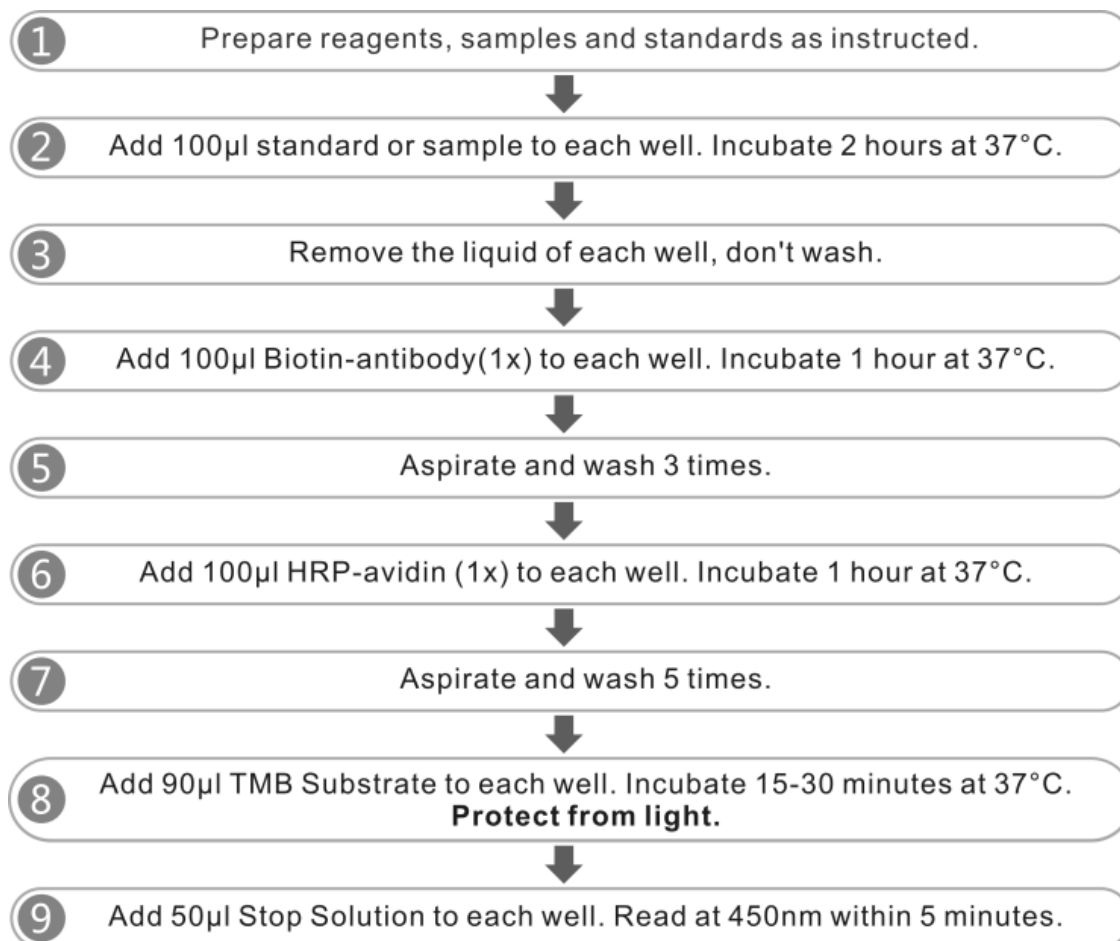 1 Prepare reagents, samples and standards as instructed.
2 Add 100μl standard or sample to each well. Incubate 2 hours at 37°C.
3 Remove the liquid of each well, don't wash.
4 Add 100μl Biotin-antibody(1x) to each well. Incubate 1 hour at 37°C.
5 Aspirate and wash 3 times.
6 Add 100μl HRP-avidin (1x) to each well. Incubate 1 hour at 37°C.
7 Aspirate and wash 5 times.
8 Add 90μl TMB Substrate to each well. Incubate 15-30 minutes at 37°C.
Protect from light.
9 Add 50μl Stop Solution to each well. Read at 450nm within 5 minutes.